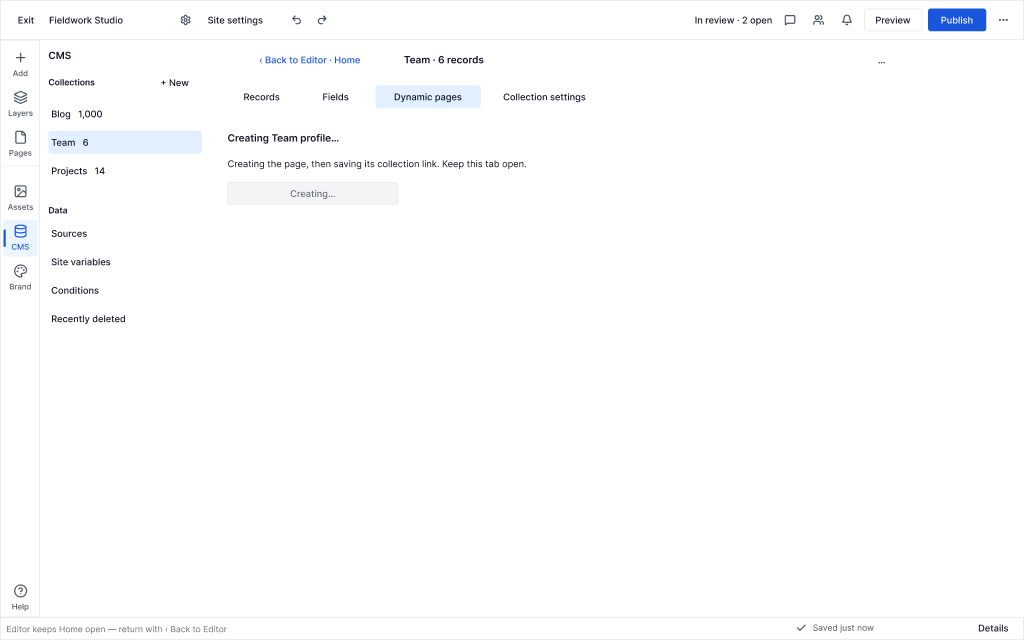 Exit Fieldwork Studio Site settings In review · 2 open Preview Publish ...
Add
Layers
Pages
Assets
CMS
Brand
Help
CMS
Collections + New
Blog 1,000
Team 6
Projects 14
Data
Sources
Site variables
Conditions
Recently deleted
‹ Back to Editor · Home Team · 6 records ...
Records Fields Dynamic pages Collection settings
Creating Team profile...
Creating the page, then saving its collection link. Keep this tab open.
Creating...
Editor keeps Home open — return with ‹ Back to Editor Saved just now Details